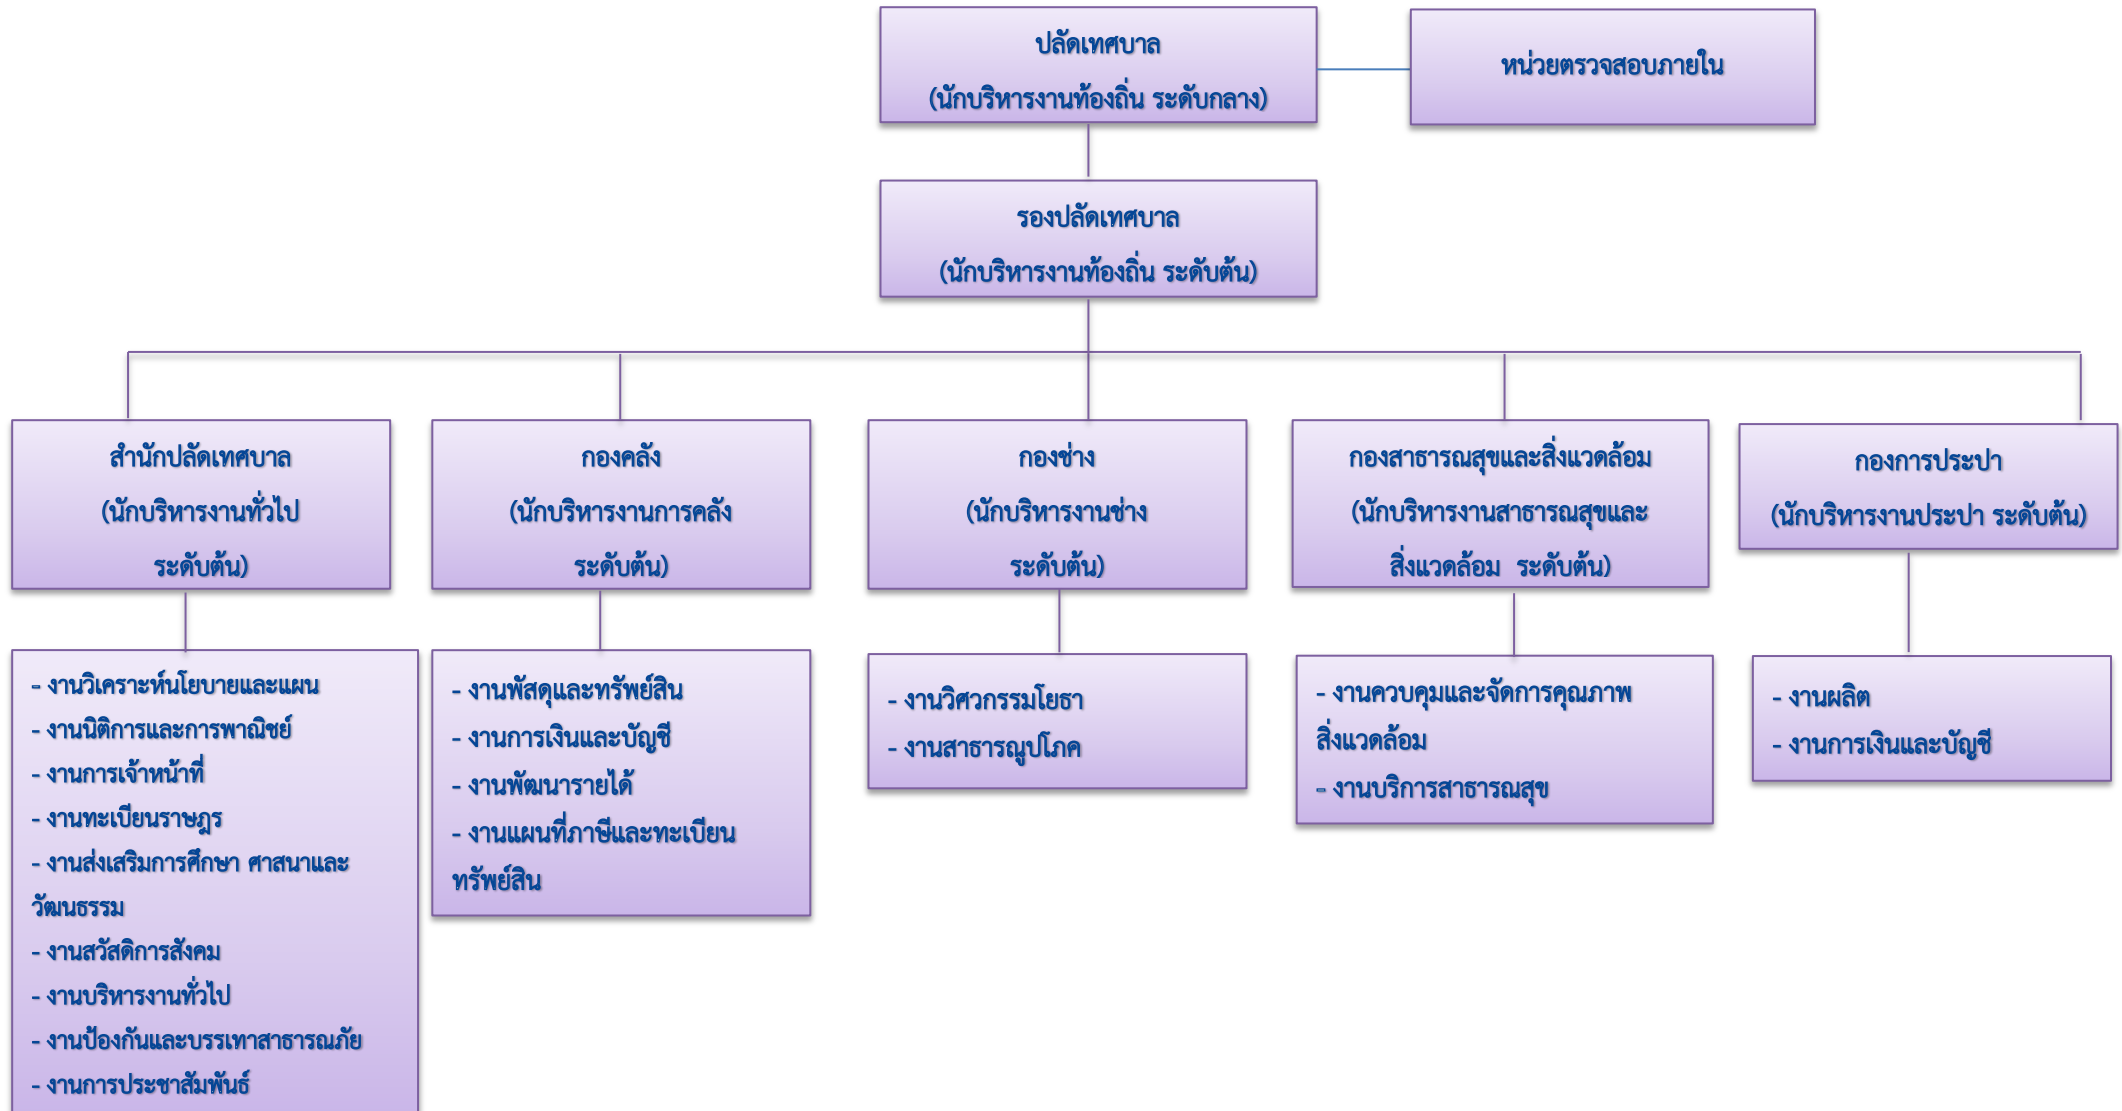 ปลัดเทศบาล
(นักบริหารงานท้องถิ่น ระดับกลาง)
หน่วยตรวจสอบภายใน
รองปลัดเทศบาล
(นักบริหารงานท้องถิ่น ระดับต้น)
สำนักปลัดเทศบาล
(นักบริหารงานทั่วไป
ระดับต้น)
กองคลัง
(นักบริหารงานการคลัง
ระดับต้น)
กองช่าง
(นักบริหารงานช่าง
ระดับต้น)
กองสาธารณสุขและสิ่งแวดล้อม
(นักบริหารงานสาธารณสุขและ
สิ่งแวดล้อม ระดับต้น)
กองการประปา
(นักบริหารงานประปา ระดับต้น)
- งานวิเคราะห์นโยบายและแผน
- งานนิติการและการพาณิชย์
- งานการเจ้าหน้าที่
- งานทะเบียนราษฎร
- งานส่งเสริมการศึกษา ศาสนาและ
วัฒนธรรม
- งานสวัสดิการสังคม
- งานบริหารงานทั่วไป
- งานป้องกันและบรรเทาสาธารณภัย
- งานการประชาสัมพันธ์
- งานพัสดุและทรัพย์สิน
- งานการเงินและบัญชี
- งานพัฒนารายได้
- งานแผนที่ภาษีและทะเบียน
ทรัพย์สิน
- งานวิศวกรรมโยธา
- งานสาธารณูปโภค
- งานควบคุมและจัดการคุณภาพ
สิ่งแวดล้อม
- งานบริการสาธารณสุข
- งานผลิต
- งานการเงินและบัญชี